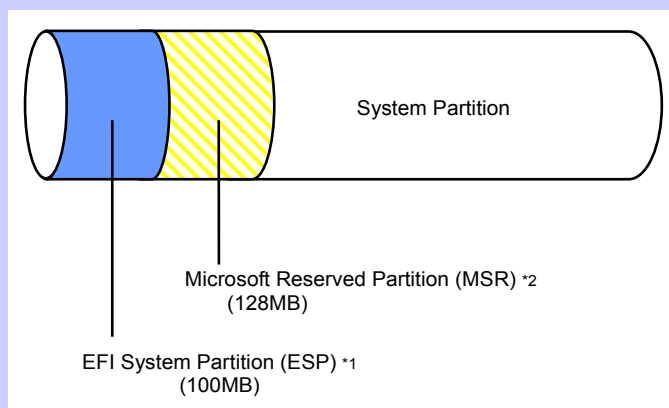 System Partition
Microsoft Reserved Partition (MSR) *2
(128MB)
EFI System Partition (ESP) *1
(100MB)